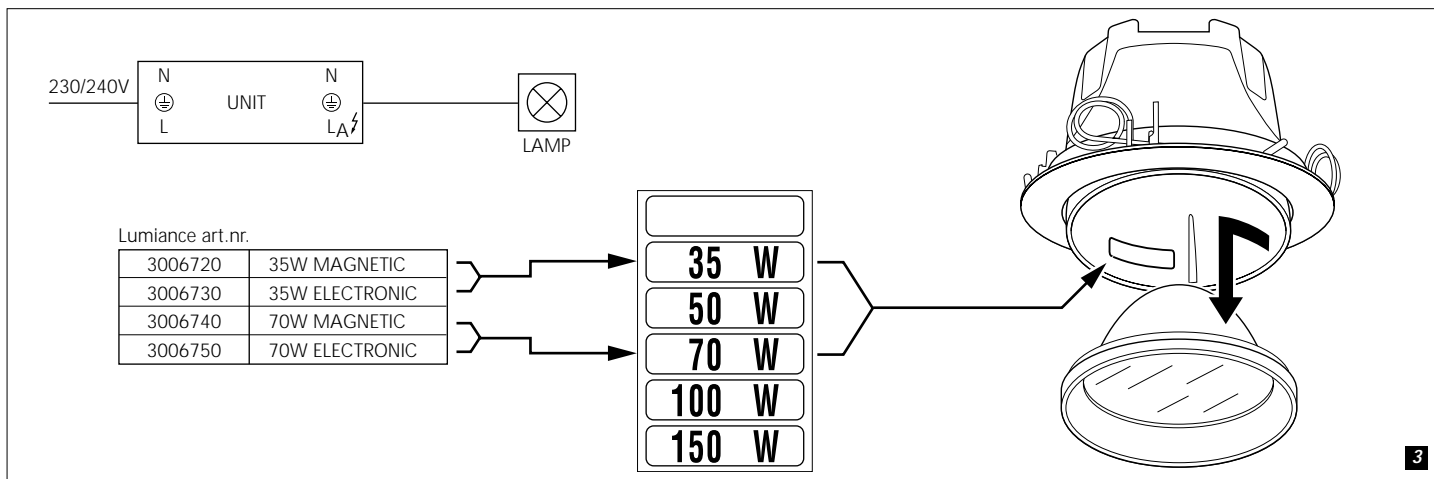 230/240V
N N
UNIT
L LA
LAMP
Lumiance art.nr.
3006720 35W MAGNETIC
3006730 35W ELECTRONIC
3006740 70W MAGNETIC
3006750 70W ELECTRONIC
35 W
50 W
70 W
100 W
150 W
3